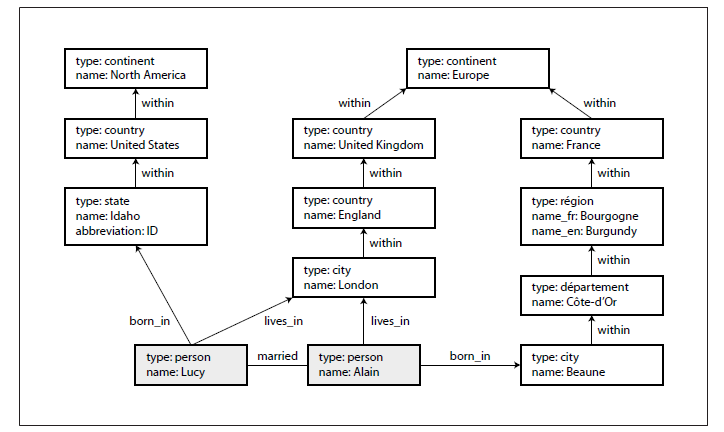 type: continent
name: North America
type: continent
name: Europe
within
within
within
type: country
name: United States
type: country
name: United Kingdom
type: country
name: France
within
within
within
type: state
name: Idaho
abbreviation: ID
type: country
name: England
type: région
name_fr: Bourgogne
name_en: Burgundy
within
within
type: city
name: London
type: département
name: Côte-d’Or
born_in
lives_in
lives_in
within
type: person
name: Lucy
married
type: person
name: Alain
born_in
type: city
name: Beaune